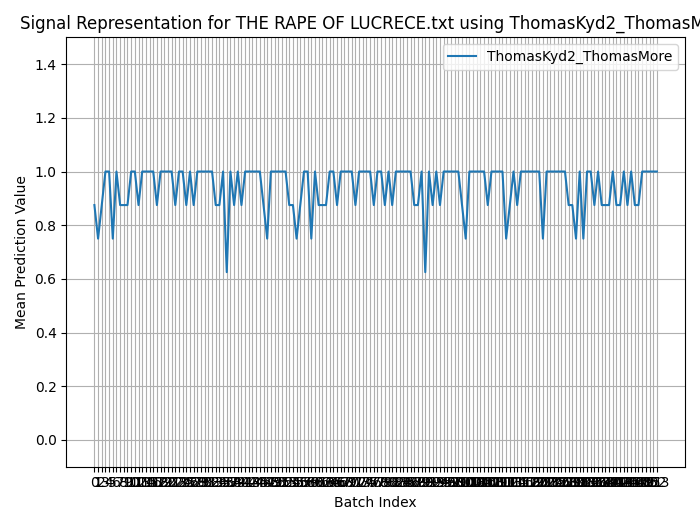 Signal Representation for THE RAPE OF LUCRECE.txt using ThomasKyd2_ThomasM
ThomasKyd2_ThomasMore
1.4
1.2
1.0
0.8
0.6
0.4
0.2
0.0
Mean Prediction Value
Batch Index